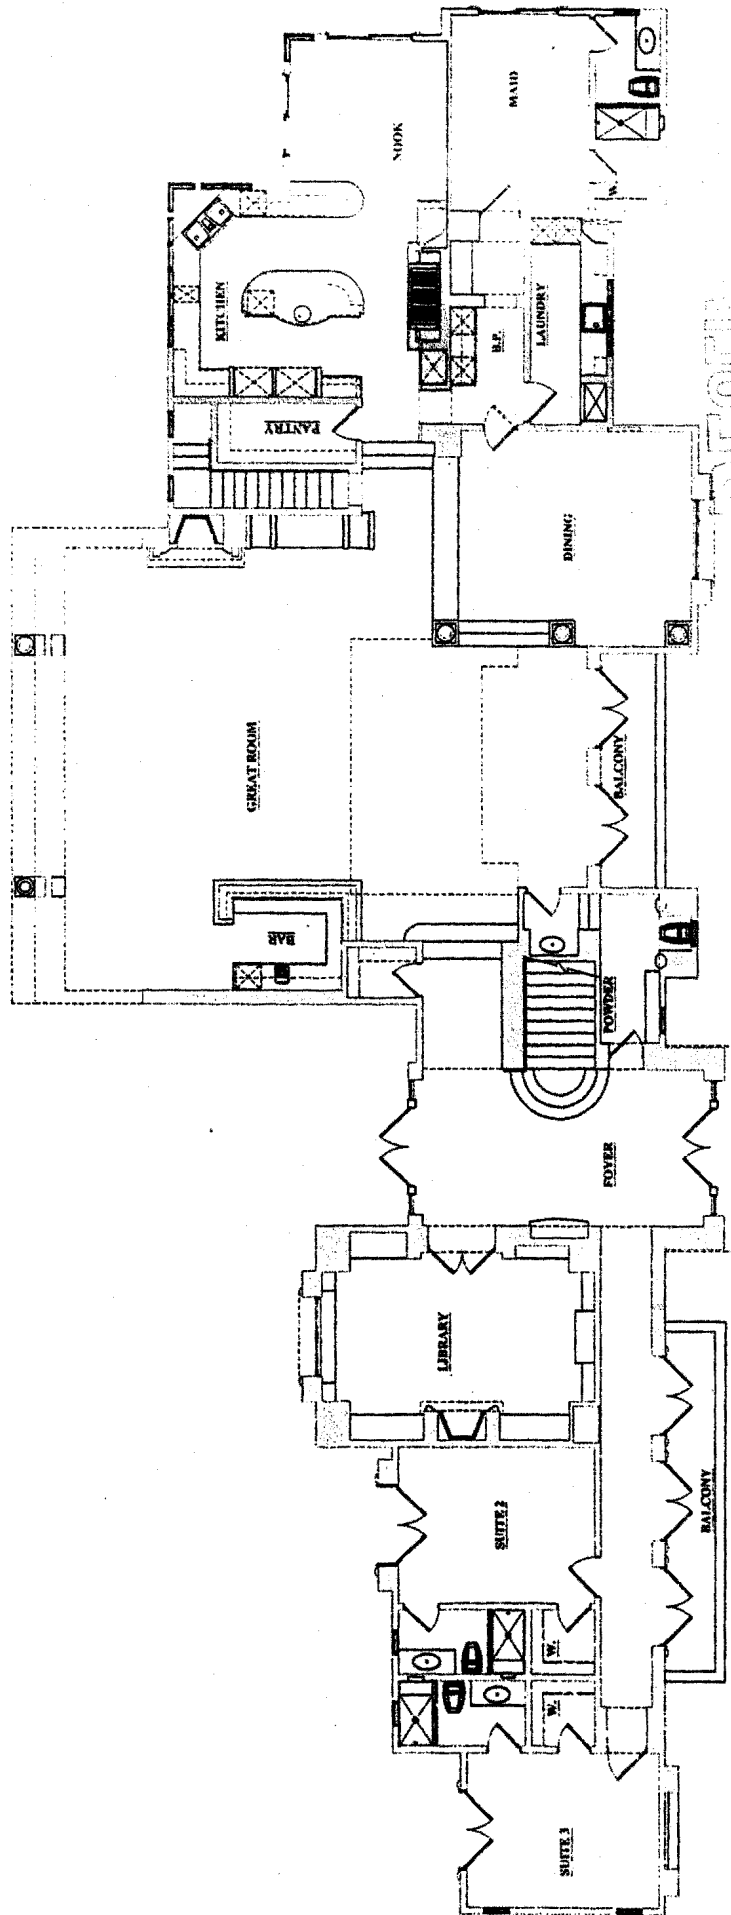 MAID
NOOK
W.
KITCHEN
B.P.
LAUNDRY
PANTRY
DINING
GREAT ROOM
BALCONY
BAR
POWDER
FOYER
LIBRARY
SUITE 2
BALCONY
W.
W.
SUITE 3